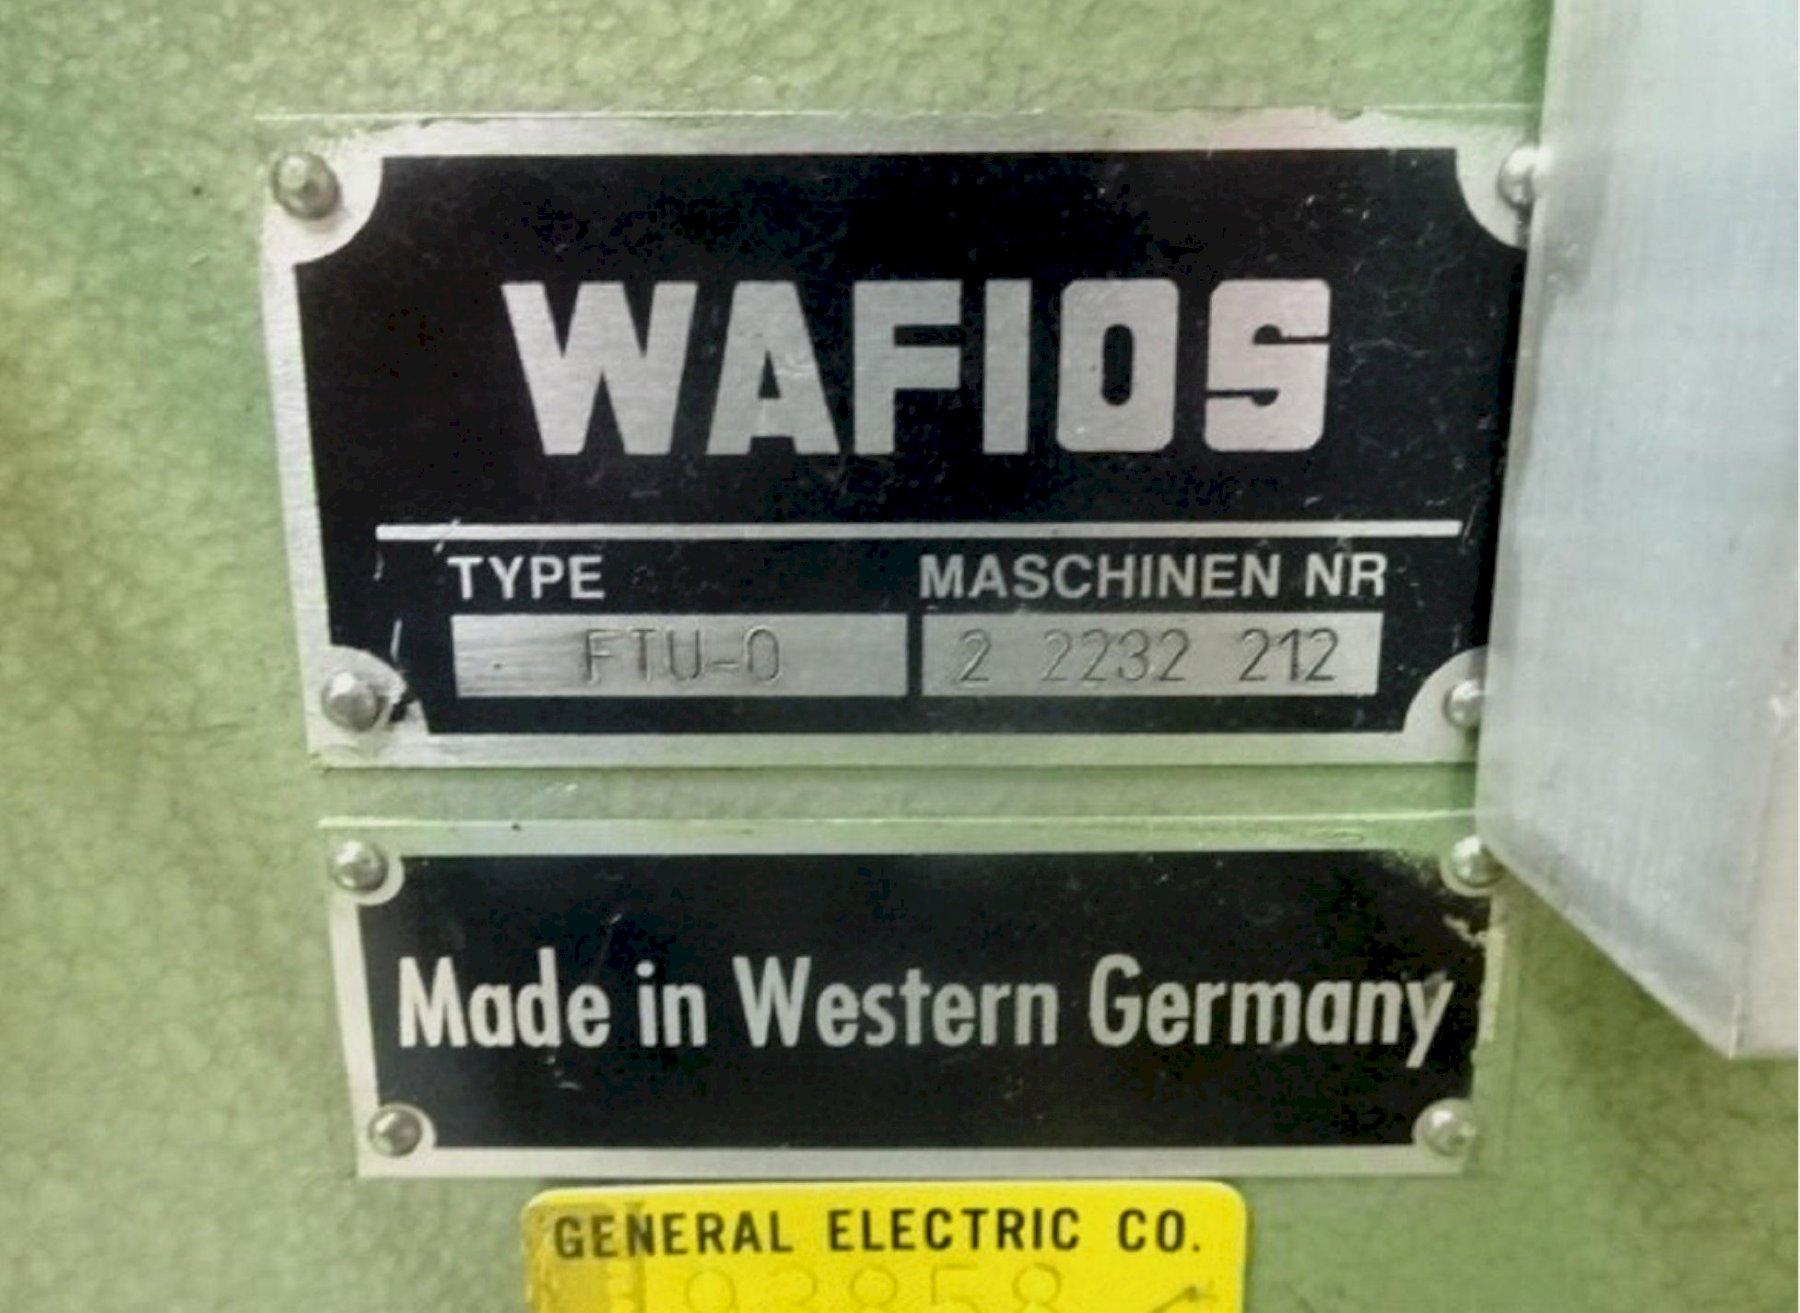 WAFIOS
TYPE MASCHINEN NR
FTU-0 2 2232 212
Made in Western Germany
GENERAL ELECTRIC CO.